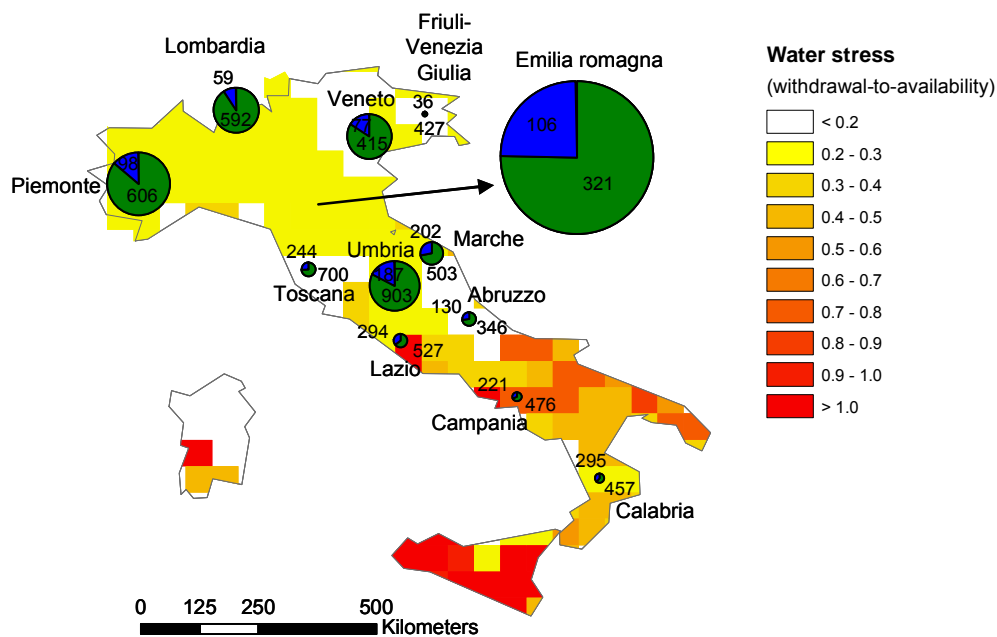 Friuli-
Venezia
Giulia
Lombardia
Emilia romagna
59
592
Veneto
77
415
36
427
106
321
98
606
Piemonte
202
Marche
503
244
700
Toscana
Umbria
187
903
Abruzzo
130
346
294
527
Lazio
221
476
Campania
295
457
Calabria
0 125 250 500
Kilometers
Water stress
(withdrawal-to-availability)
< 0.2
0.2 - 0.3
0.3 - 0.4
0.4 - 0.5
0.5 - 0.6
0.6 - 0.7
0.7 - 0.8
0.8 - 0.9
0.9 - 1.0
> 1.0